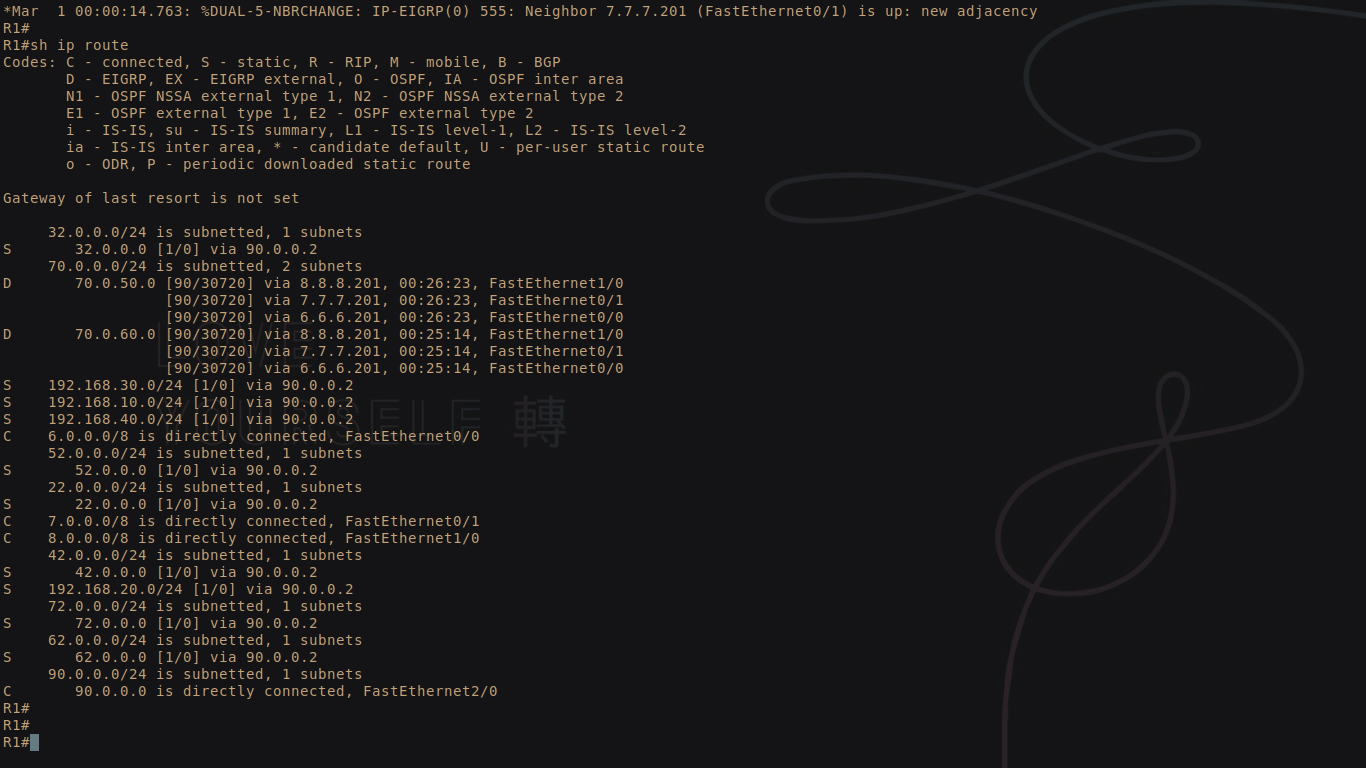 *Mar  1 00:00:14.763: %DUAL-5-NBRCHANGE: IP-EIGRP(0) 555: Neighbor 7.7.7.201 (FastEthernet0/1) is up: new adjacency
R1#
R1#sh ip route
Codes: C - connected, S - static, R - RIP, M - mobile, B - BGP
       D - EIGRP, EX - EIGRP external, O - OSPF, IA - OSPF inter area
       N1 - OSPF NSSA external type 1, N2 - OSPF NSSA external type 2
       E1 - OSPF external type 1, E2 - OSPF external type 2
       i - IS-IS, su - IS-IS summary, L1 - IS-IS level-1, L2 - IS-IS level-2
       ia - IS-IS inter area, * - candidate default, U - per-user static route
       o - ODR, P - periodic downloaded static route
Gateway of last resort is not set
     32.0.0.0/24 is subnetted, 1 subnets
S       32.0.0.0 [1/0] via 90.0.0.2
     70.0.0.0/24 is subnetted, 2 subnets
D       70.0.50.0 [90/30720] via 8.8.8.201, 00:26:23, FastEthernet1/0
                  [90/30720] via 7.7.7.201, 00:26:23, FastEthernet0/1
                  [90/30720] via 6.6.6.201, 00:26:23, FastEthernet0/0
D       70.0.60.0 [90/30720] via 8.8.8.201, 00:25:14, FastEthernet1/0
                  [90/30720] via 7.7.7.201, 00:25:14, FastEthernet0/1
                  [90/30720] via 6.6.6.201, 00:25:14, FastEthernet0/0
S    192.168.30.0/24 [1/0] via 90.0.0.2
S    192.168.10.0/24 [1/0] via 90.0.0.2
S    192.168.40.0/24 [1/0] via 90.0.0.2
YOURSELF 轉
C    6.0.0.0/8 is directly connected, FastEthernet0/0
     52.0.0.0/24 is subnetted, 1 subnets
S       52.0.0.0 [1/0] via 90.0.0.2
     22.0.0.0/24 is subnetted, 1 subnets
S       22.0.0.0 [1/0] via 90.0.0.2
C    7.0.0.0/8 is directly connected, FastEthernet0/1
C    8.0.0.0/8 is directly connected, FastEthernet1/0
     42.0.0.0/24 is subnetted, 1 subnets
S       42.0.0.0 [1/0] via 90.0.0.2
S    192.168.20.0/24 [1/0] via 90.0.0.2
     72.0.0.0/24 is subnetted, 1 subnets
S       72.0.0.0 [1/0] via 90.0.0.2
     62.0.0.0/24 is subnetted, 1 subnets
S       62.0.0.0 [1/0] via 90.0.0.2
     90.0.0.0/24 is subnetted, 1 subnets
C       90.0.0.0 is directly connected, FastEthernet2/0
R1#
R1#
R1#